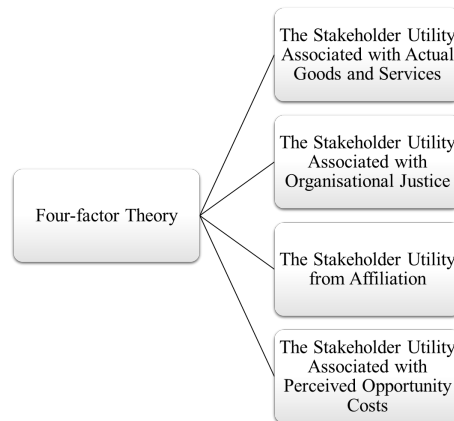 Four-factor Theory
The Stakeholder Utility
Associated with Actual
Goods and Services
The Stakeholder Utility
Associated with
Organisational Justice
The Stakeholder Utility
from Affiliation
The Stakeholder Utility
Associated with
Perceived Opportunity
Costs